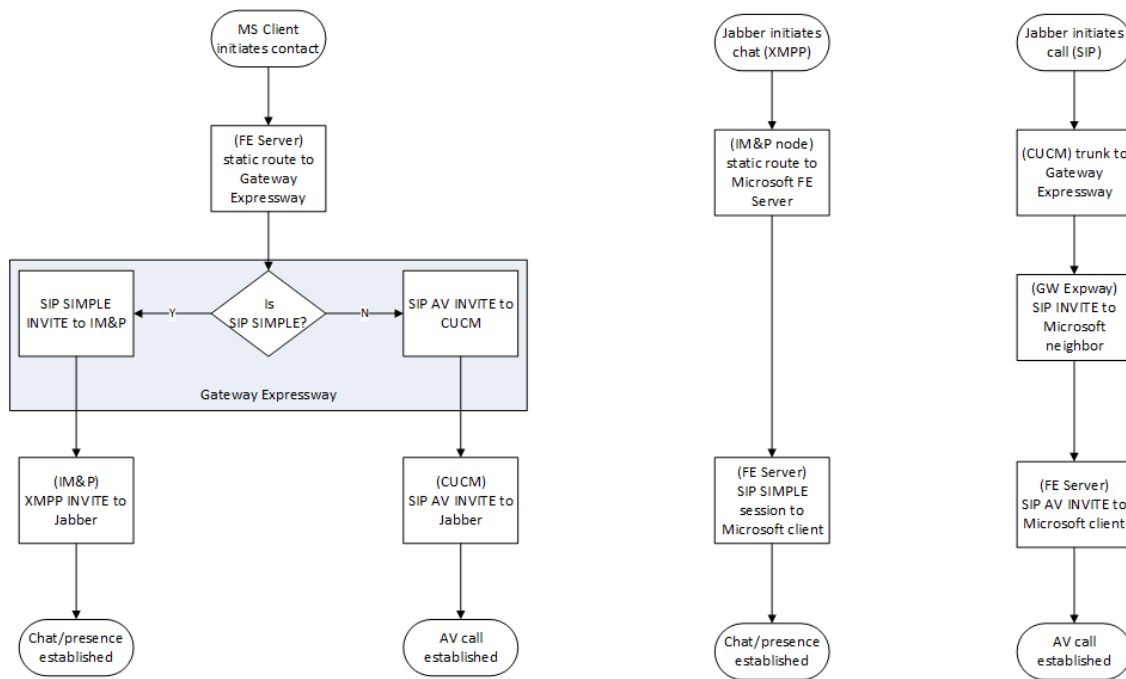 MS Client
initiates contact
(FE Server)
static route to
Gateway
Expressway
Is
SIP SIMPLE?
Y
N
SIP SIMPLE
INVITE to IM&P
SIP AV INVITE to
CUCM
Gateway Expressway
(IM&P)
XMPP INVITE to
Jabber
(CUCM)
SIP AV INVITE to
Jabber
Chat/presence
established
AV call
established
Jabber initiates
chat (XMPP)
(IM&P node)
static route to
Microsoft FE
Server
(FE Server)
SIP SIMPLE
session to
Microsoft client
Chat/presence
established
Jabber initiates
call (SIP)
(CUCM) trunk to
Gateway
Expressway
(GW Expway)
SIP INVITE to
Microsoft
neighbor
(FE Server)
SIP AV INVITE to
Microsoft client
AV call
established